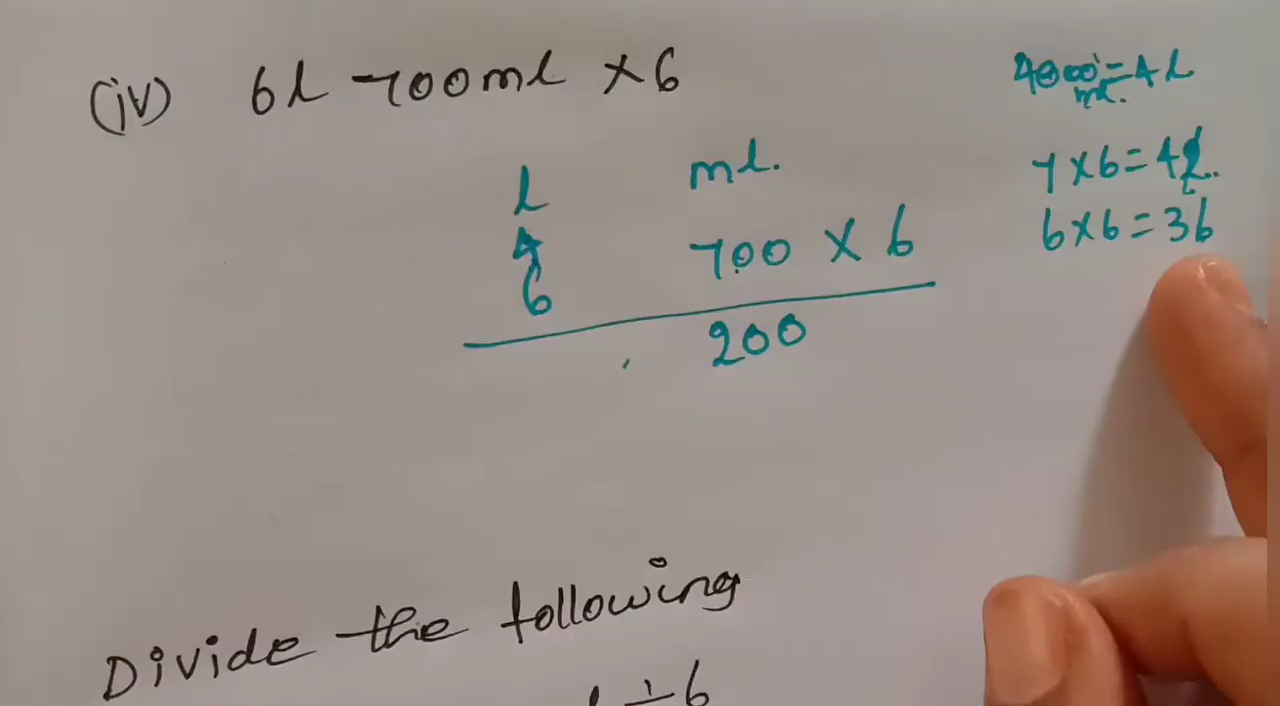 (iv) 6l 700ml × 6
4000 = 4l
ml.
l ml.
7×6=42
4
6 700 × 6
6×6=36
200
Divide the following
÷6